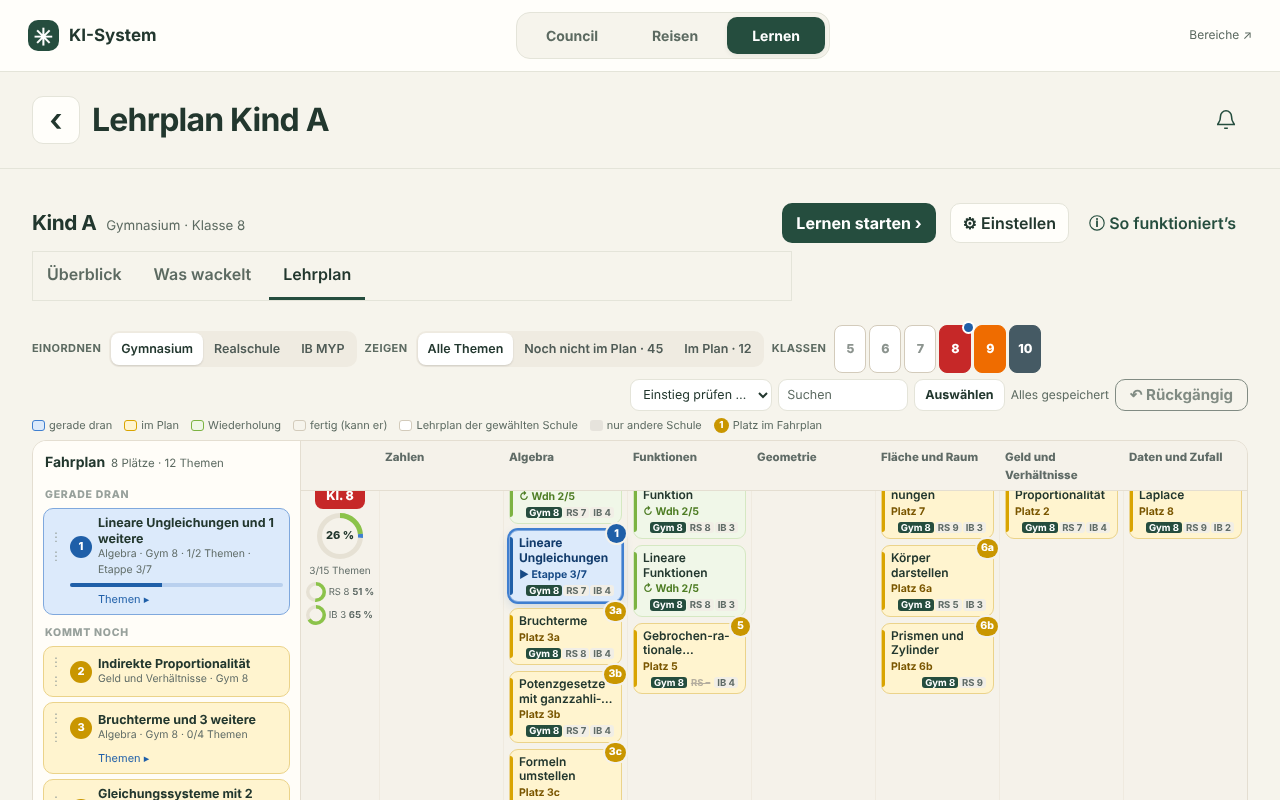 KI-System
Council
Reisen
Lernen
Bereiche ↗
‹ Lehrplan Kind A
Kind A Gymnasium · Klasse 8
Lernen starten ›
⚙ Einstellen
ⓘ So funktioniert's
Überblick
Was wackelt
Lehrplan
EINORDNEN Gymnasium Realschule IB MYP
ZEIGEN Alle Themen Noch nicht im Plan · 45 Im Plan · 12
KLASSEN 5 6 7 8 9 10
Einstieg prüfen ...
Suchen
Auswählen
Alles gespeichert
↶ Rückgängig
gerade dran im Plan Wiederholung fertig (kann er) Lehrplan der gewählten Schule nur andere Schule 1 Platz im Fahrplan
Fahrplan 8 Plätze · 12 Themen
GERADE DRAN
1
Lineare Ungleichungen und 1
weitere
Algebra · Gym 8 · 1/2 Themen ·
Etappe 3/7
Themen ▸
KOMMT NOCH
2
Indirekte Proportionalität
Geld und Verhältnisse · Gym 8
3
Bruchterme und 3 weitere
Algebra · Gym 8 · 0/4 Themen
Themen ▸
Gleichungssysteme mit 2
Zahlen
Algebra
Funktionen
Geometrie
Fläche und Raum
Geld und
Verhältnisse
Daten und Zufall
Kl. 8
26 %
3/15 Themen
RS 8 51 %
IB 3 65 %
↻ Wdh 2/5
Gym 8 RS 7 IB 4
1
Lineare
Ungleichungen
▶ Etappe 3/7
Gym 8 RS 7 IB 4
3a
Bruchterme
Platz 3a
Gym 8 RS 8 IB 4
3b
Potenzgesetze
mit ganzzahli-...
Platz 3b
Gym 8 RS 7 IB 4
3c
Formeln
umstellen
Platz 3c
Funktion
↻ Wdh 2/5
Gym 8 RS 8 IB 3
Lineare
Funktionen
↻ Wdh 2/5
Gym 8 RS 8 IB 3
5
Gebrochen-ra-
tionale...
Platz 5
Gym 8 RS – IB 4
nungen
Platz 7
Gym 8 RS 9 IB 3
6a
Körper
darstellen
Platz 6a
Gym 8 RS 5 IB 3
6b
Prismen und
Zylinder
Platz 6b
Gym 8 RS 9
Proportionalität
Platz 2
Gym 8 RS 7 IB 4
Laplace
Platz 8
Gym 8 RS 9 IB 2